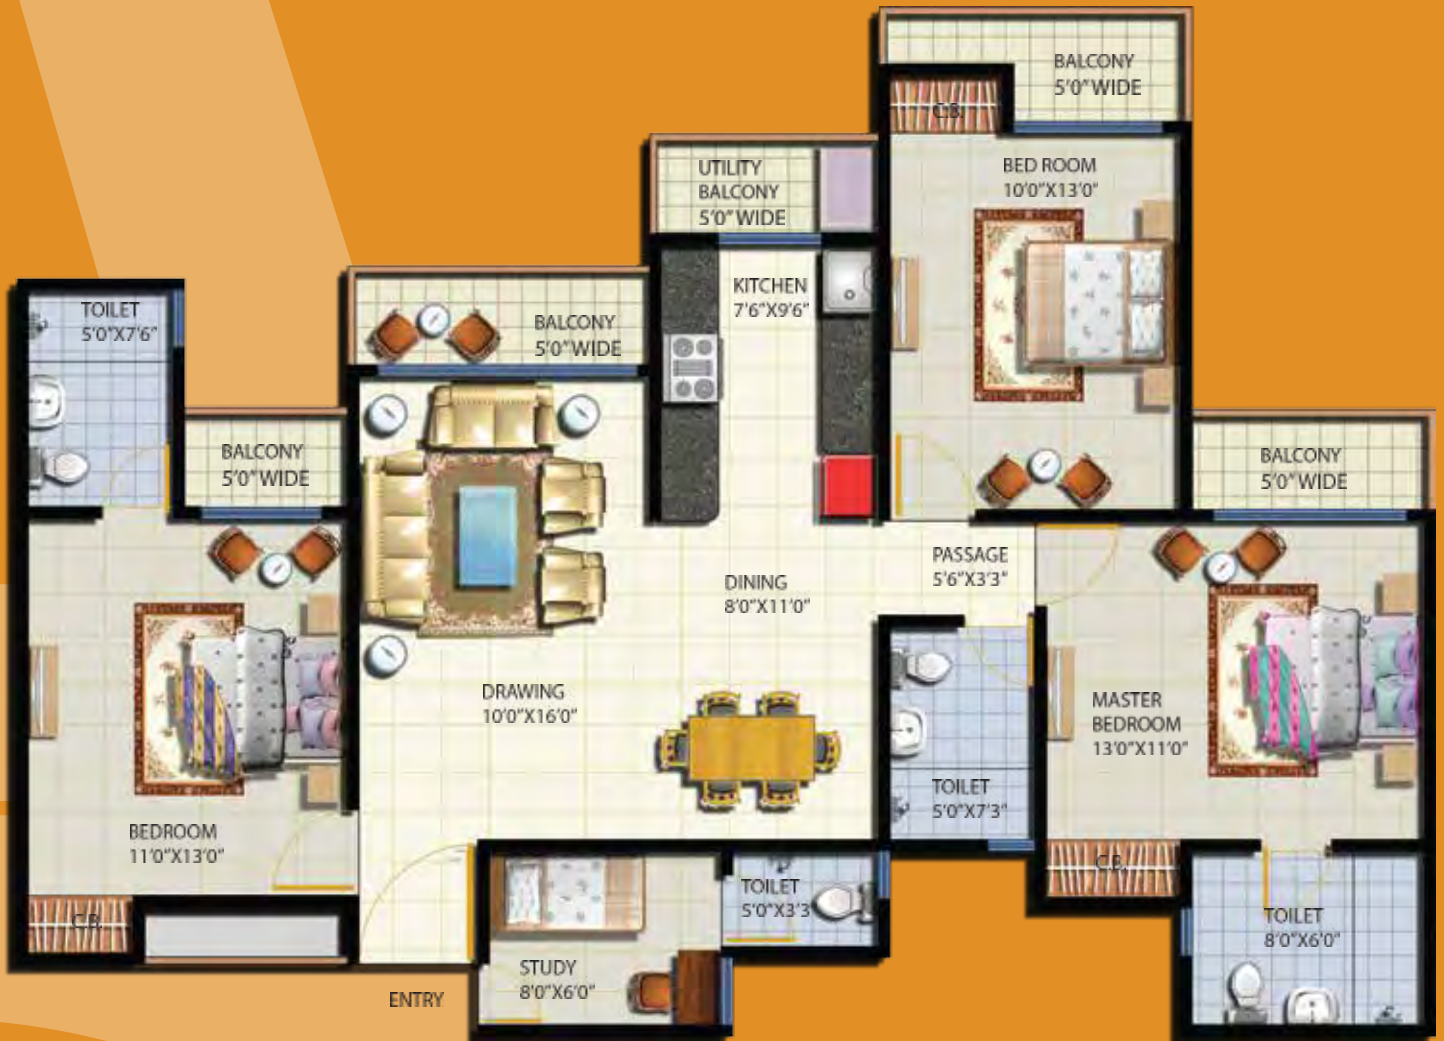 BALCONY
5'0" WIDE
C.B.
BED ROOM
10'0"X13'0"
UTILITY
BALCONY
5'0" WIDE
KITCHEN
7'6"X9'6"
TOILET
5'0"X7'6"
BALCONY
5'0" WIDE
BALCONY
5'0" WIDE
BALCONY
5'0" WIDE
PASSAGE
5'6"X3'3"
DINING
8'0"X11'0"
DRAWING
10'0"X16'0"
MASTER
BEDROOM
13'0"X11'0"
TOILET
5'0"X7'3"
BEDROOM
11'0"X13'0"
C.B.
C.B.
TOILET
5'0"X3'3"
TOILET
8'0"X6'0"
STUDY
8'0"X6'0"
ENTRY